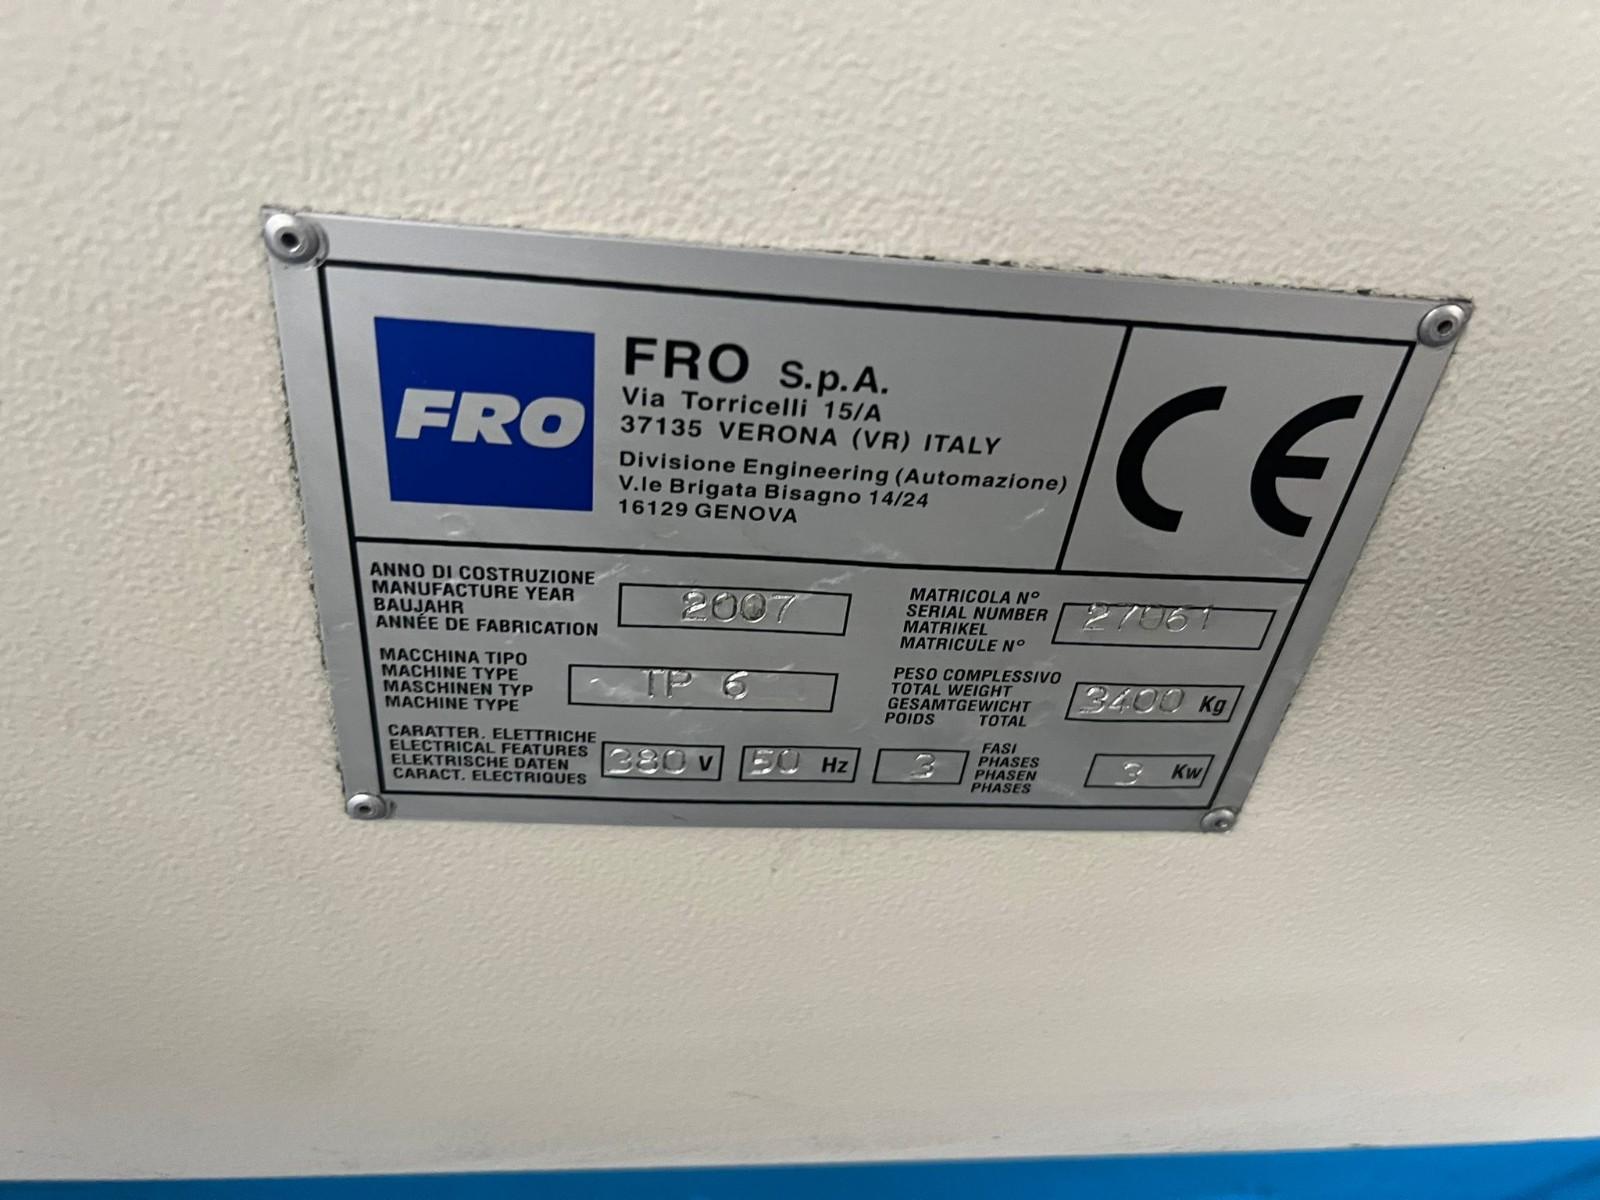 FRO
FRO S.p.A.
Via Torricelli 15/A
37135 VERONA (VR) ITALY
Divisione Engineering (Automazione)
V.le Brigata Bisagno 14/24
16129 GENOVA
CE
ANNO DI COSTRUZIONE
MANUFACTURE YEAR
BAUJAHR
ANNÉE DE FABRICATION
2007
MATRICOLA N°
SERIAL NUMBER
MATRIKEL
MATRICULE N°
27061
MACCHINA TIPO
MACHINE TYPE
MASCHINEN TYP
MACHINE TYPE
TP 6
PESO COMPLESSIVO
TOTAL WEIGHT
GESAMTGEWICHT
POIDS TOTAL
3400 Kg
CARATTER. ELETTRICHE
ELECTRICAL FEATURES
ELEKTRISCHE DATEN
CARACT. ELECTRIQUES
380 V
50 Hz
3
FASI
PHASES
PHASEN
PHASES
3 Kw